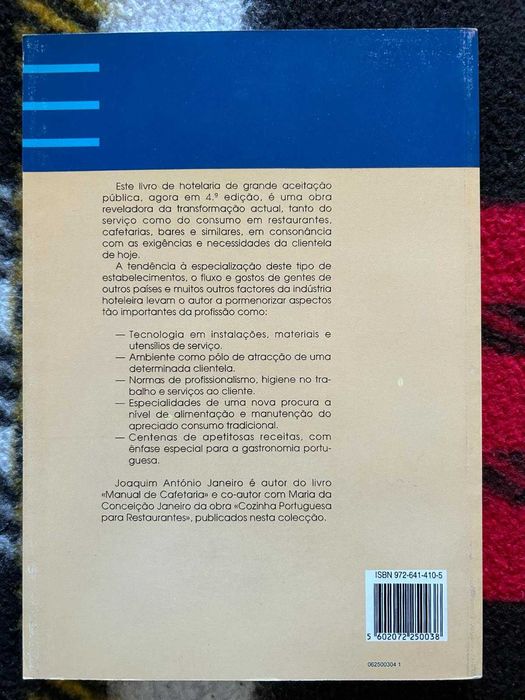 Este livro de hotelaria de grande aceitação
pública, agora em 4.ª edição, é uma obra
reveladora da transformação actual, tanto do
serviço como do consumo em restaurantes,
cafetarias, bares e similares, em consonância
com as exigências e necessidades da clientela
de hoje.
A tendência à especialização deste tipo de
estabelecimentos, o fluxo e gostos de gentes de
outros países e muitos outros factores da indústria
hoteleira levam o autor a pormenorizar aspectos
tão importantes da profissão como:
— Tecnologia em instalações, materiais e
utensílios de serviço.
— Ambiente como pólo de atracção de uma
determinada clientela.
— Normas de profissionalismo, higiene no tra-
balho e serviços ao cliente.
— Especialidades de uma nova procura a
nível de alimentação e manutenção do
apreciado consumo tradicional.
— Centenas de apetitosas receitas, com
ênfase especial para a gastronomia portu-
guesa.
Joaquim António Janeiro é autor do livro
«Manual de Cafetaria» e co-autor com Maria da
Conceição Janeiro da obra «Cozinha Portuguesa
para Restaurantes», publicados nesta colecção.
ISBN 972-641-410-5
5 602072 250038
062500304 1